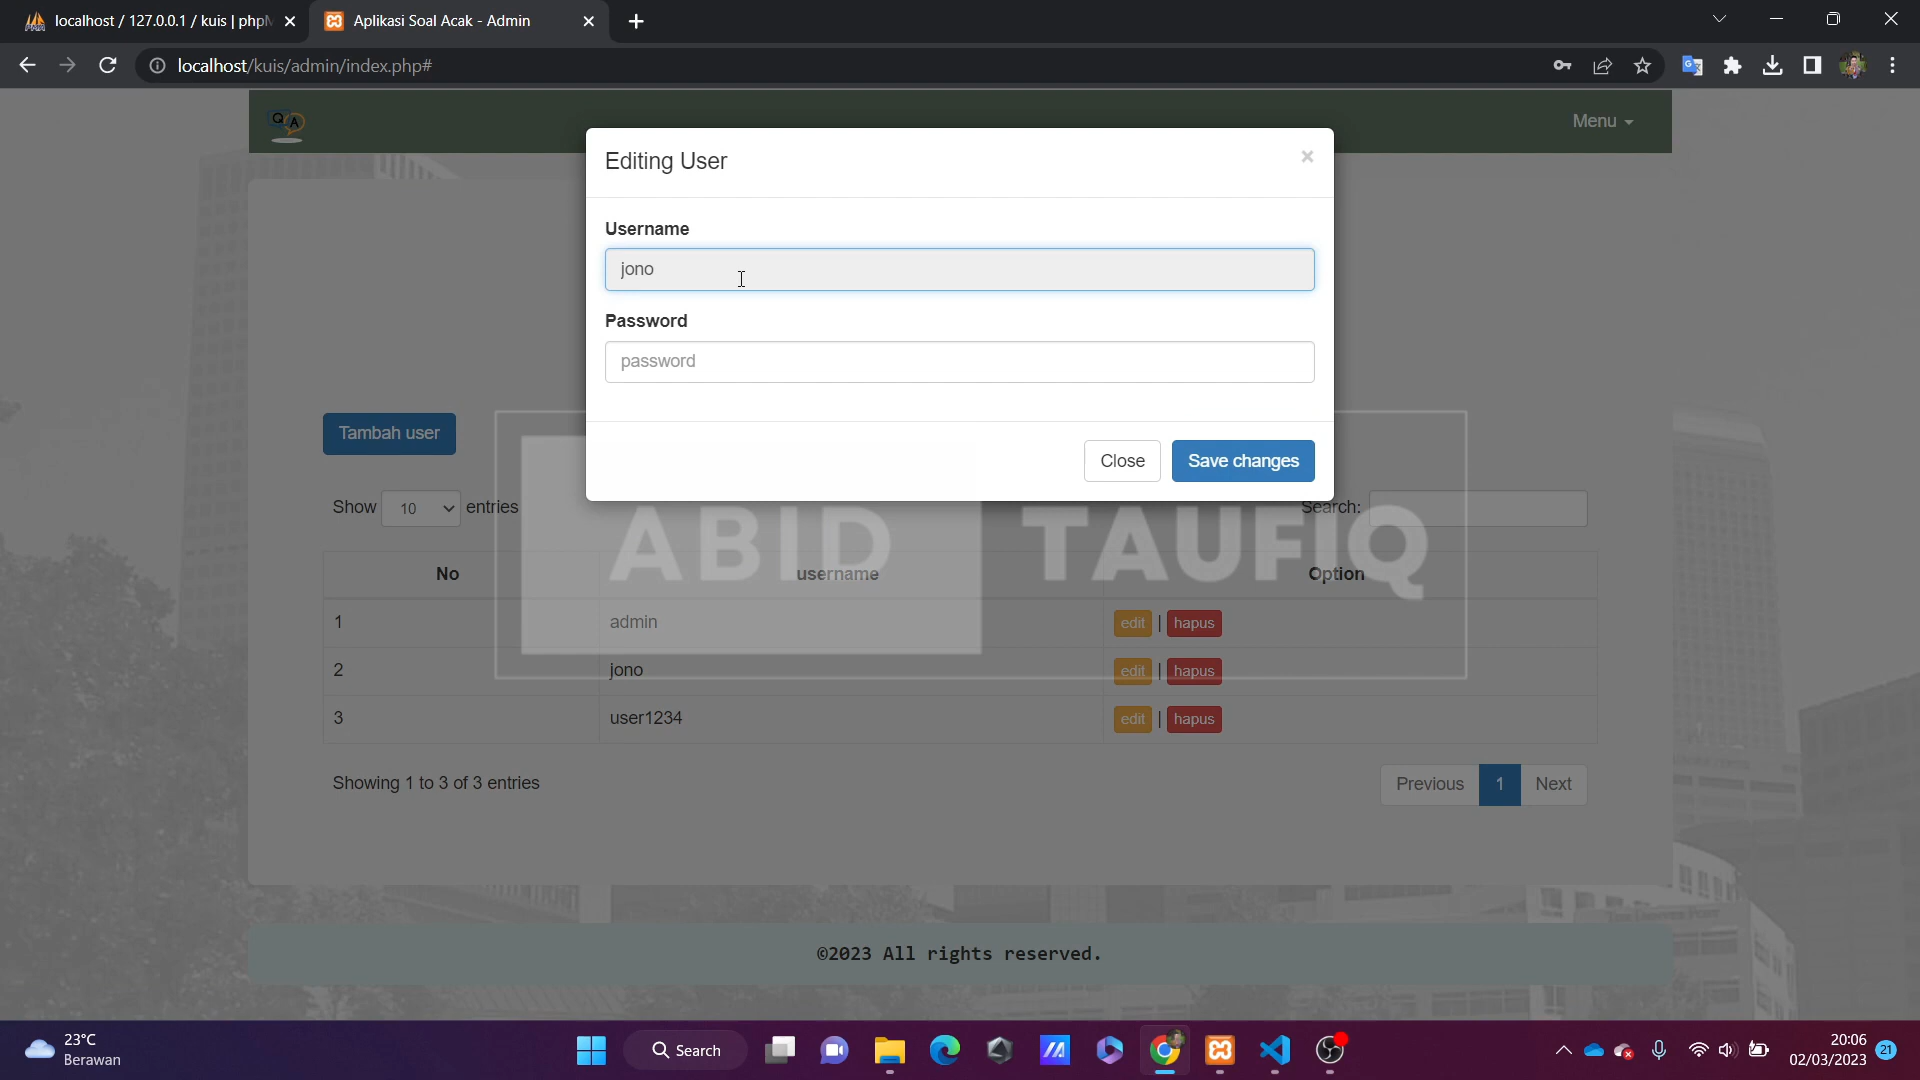 localhost / 127.0.0.1 / kuis | phpM
Aplikasi Soal Acak - Admin
localhost/kuis/admin/index.php#
Q A
Menu
Editing User
×
Username
jono
Password
password
Close
Save changes
Tambah user
Show 10 entries
Search:
ABID TAUFIQ
No username Option
1 admin edit | hapus
2 jono edit | hapus
3 user1234 edit | hapus
Showing 1 to 3 of 3 entries
Previous 1 Next
©2023 All rights reserved.
23°C
Berawan
Search
20:06
02/03/2023
21